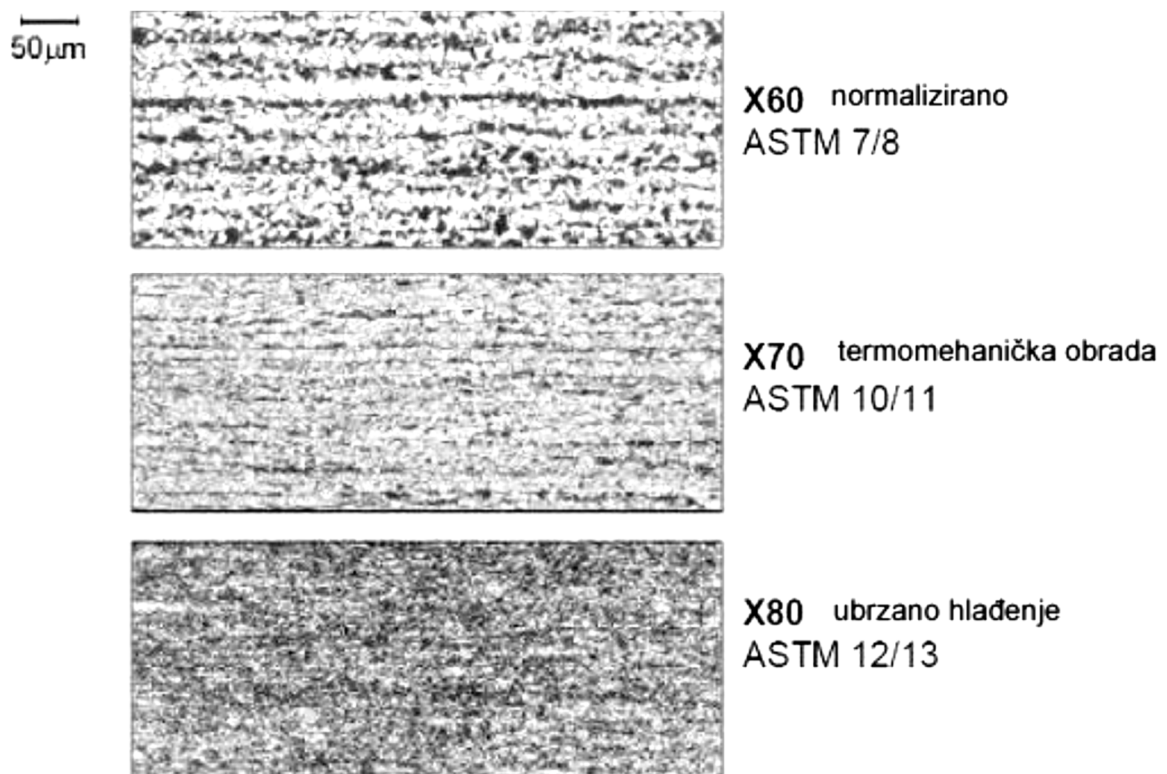 50µm
X60 normalizirano
ASTM 7/8
X70 termomehanička obrada
ASTM 10/11
X80 ubrzano hlađenje
ASTM 12/13